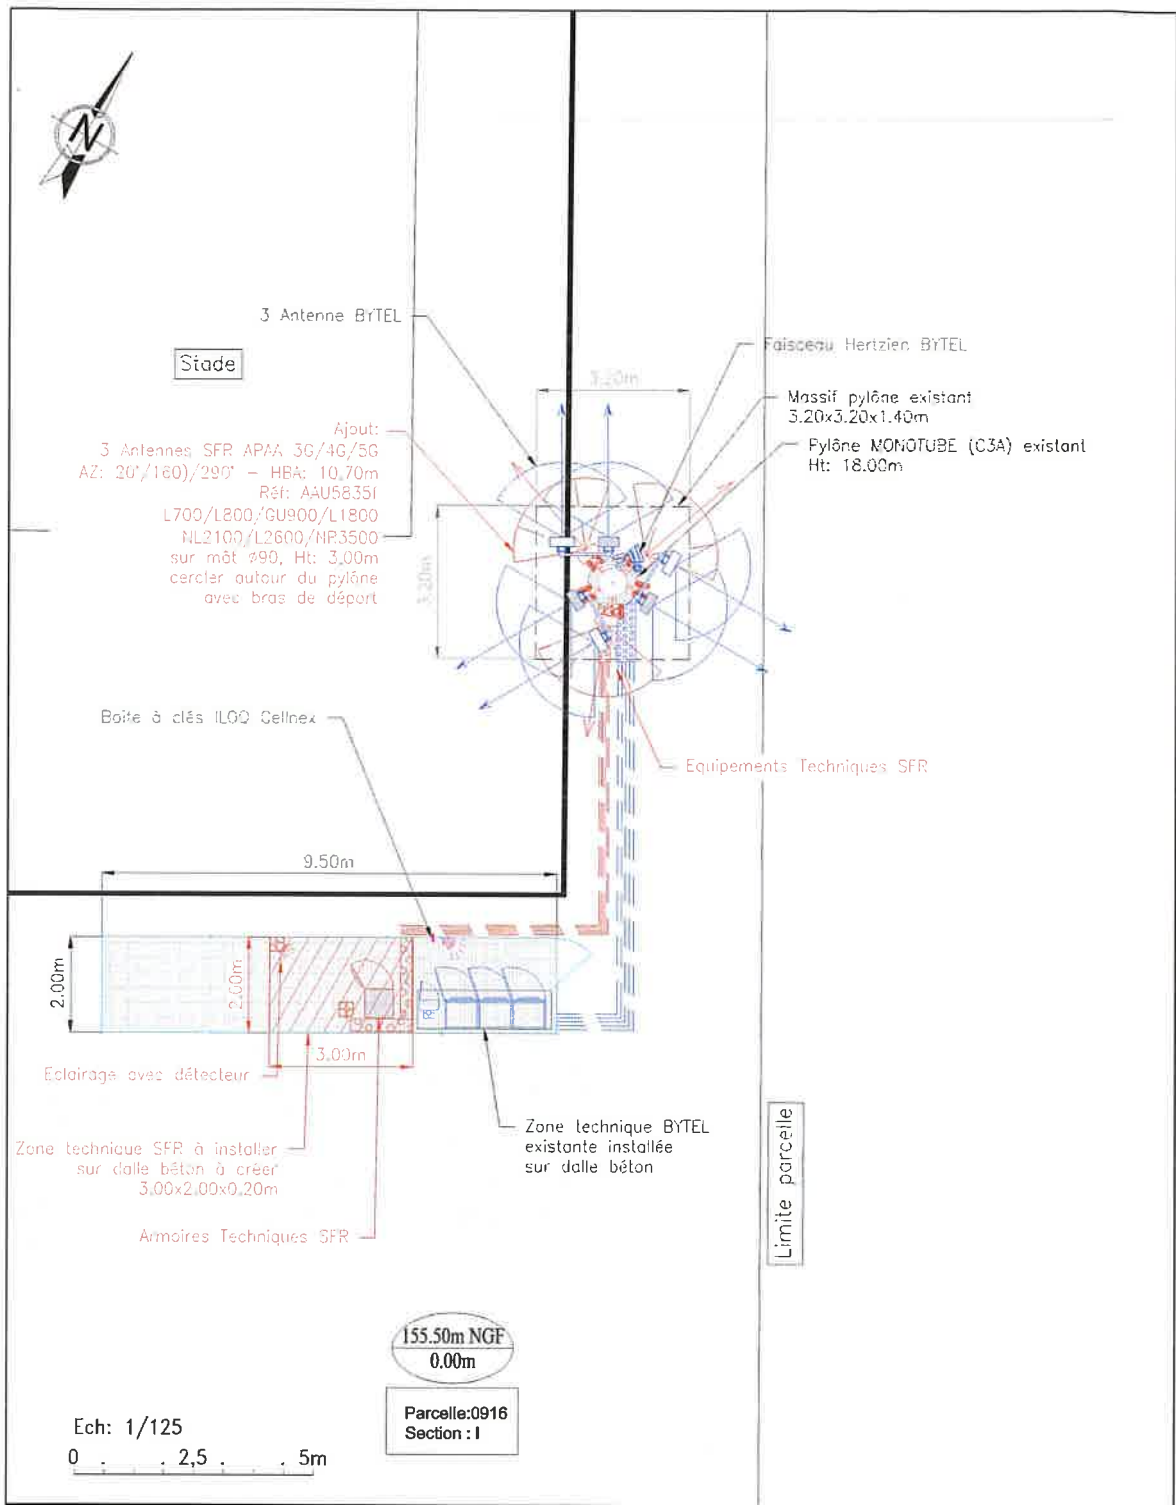 N
3 Antenne BYTEL
Stade
Faisceau Hertzien BYTEL
3.20m
Massif pylône existant
3.20x3.20x1.40m
Pylône MONOTUBE (C3A) existant
Ht: 18.00m
Ajout:
3 Antennes SFR APAA 3G/4G/5G
AZ: 20°/160)/290° - HBA: 10,70m
Réf: AAU5835f
L700/L800/GU900/L1800
NL2100/L2600/NR3500
sur mât ø90, Ht: 3,00m
cercler autour du pylône
avec bras de départ
3.20m
Boite à clés ILOQ Cellnex
Equipements Techniques SFR
9.50m
2.00m
2.00m
3.00m
Eclairage avec détecteur
Zone technique SFR à installer
sur dalle béton à créer
3.00x2.00x0.20m
Armoires Techniques SFR
Zone technique BYTEL
existante installée
sur dalle béton
Limite parcelle
155.50m NGF
0.00m
Parcelle:0916
Section : I
Ech: 1/125
0 . 2,5 . . 5m